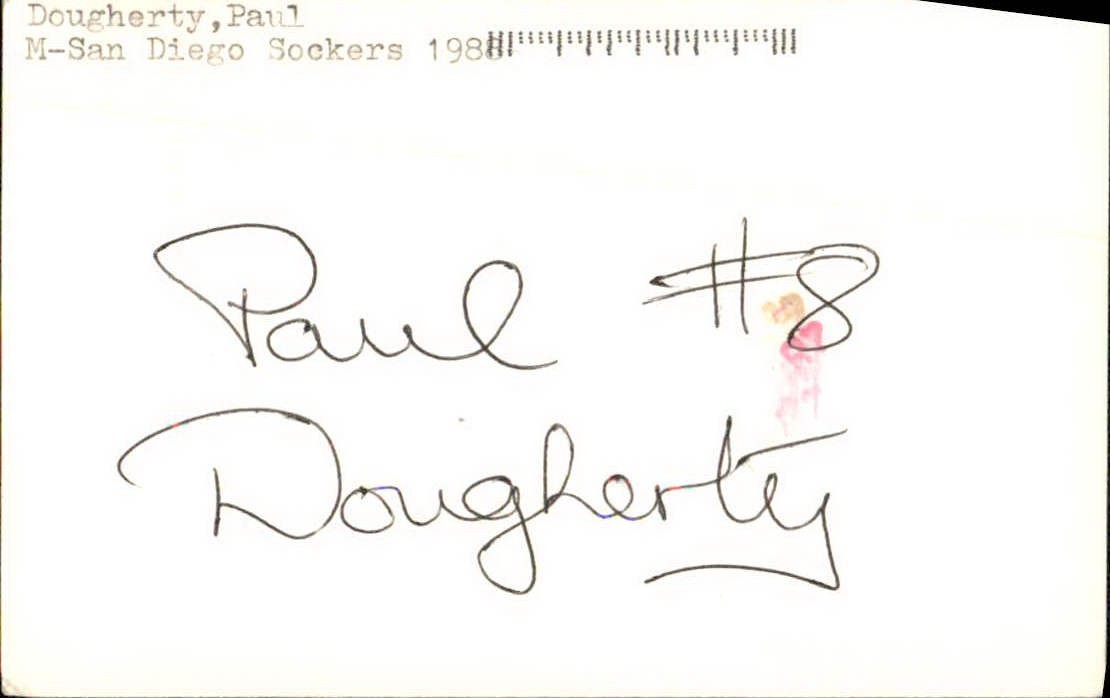 Dougherty,Paul
M-San Diego Sockers 198
Paul #8
Dougherty